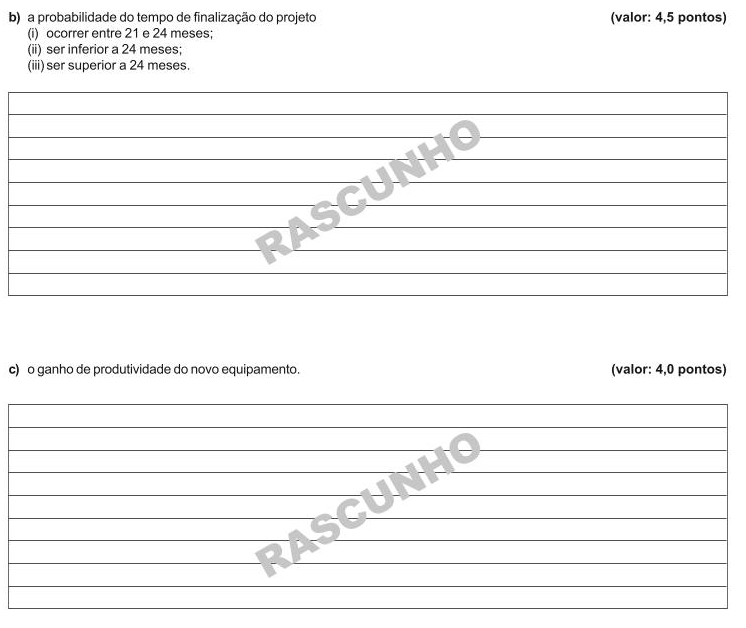 b) a probabilidade do tempo de finalização do projeto (valor: 4,5 pontos)
(i) ocorrer entre 21 e 24 meses;
(ii) ser inferior a 24 meses;
(iii) ser superior a 24 meses.
RASCUNHO
c) o ganho de produtividade do novo equipamento. (valor: 4,0 pontos)
RASCUNHO